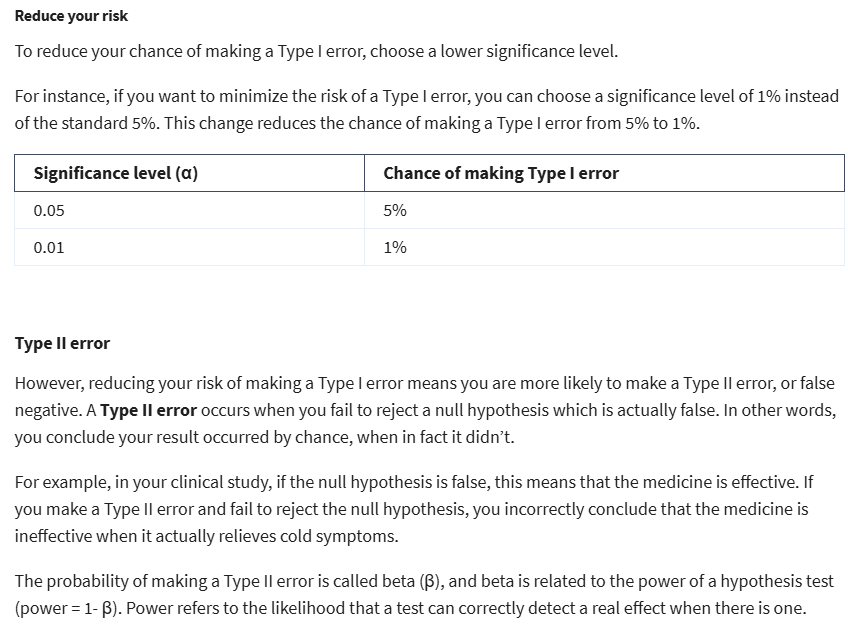 Reduce your risk
To reduce your chance of making a Type I error, choose a lower significance level.
For instance, if you want to minimize the risk of a Type I error, you can choose a significance level of 1% instead
of the standard 5%. This change reduces the chance of making a Type I error from 5% to 1%.
Significance level (α) Chance of making Type I error
0.05 5%
0.01 1%
Type II error
However, reducing your risk of making a Type I error means you are more likely to make a Type II error, or false
negative. A Type II error occurs when you fail to reject a null hypothesis which is actually false. In other words,
you conclude your result occurred by chance, when in fact it didn’t.
For example, in your clinical study, if the null hypothesis is false, this means that the medicine is effective. If
you make a Type II error and fail to reject the null hypothesis, you incorrectly conclude that the medicine is
ineffective when it actually relieves cold symptoms.
The probability of making a Type II error is called beta (β), and beta is related to the power of a hypothesis test
(power = 1- β). Power refers to the likelihood that a test can correctly detect a real effect when there is one.